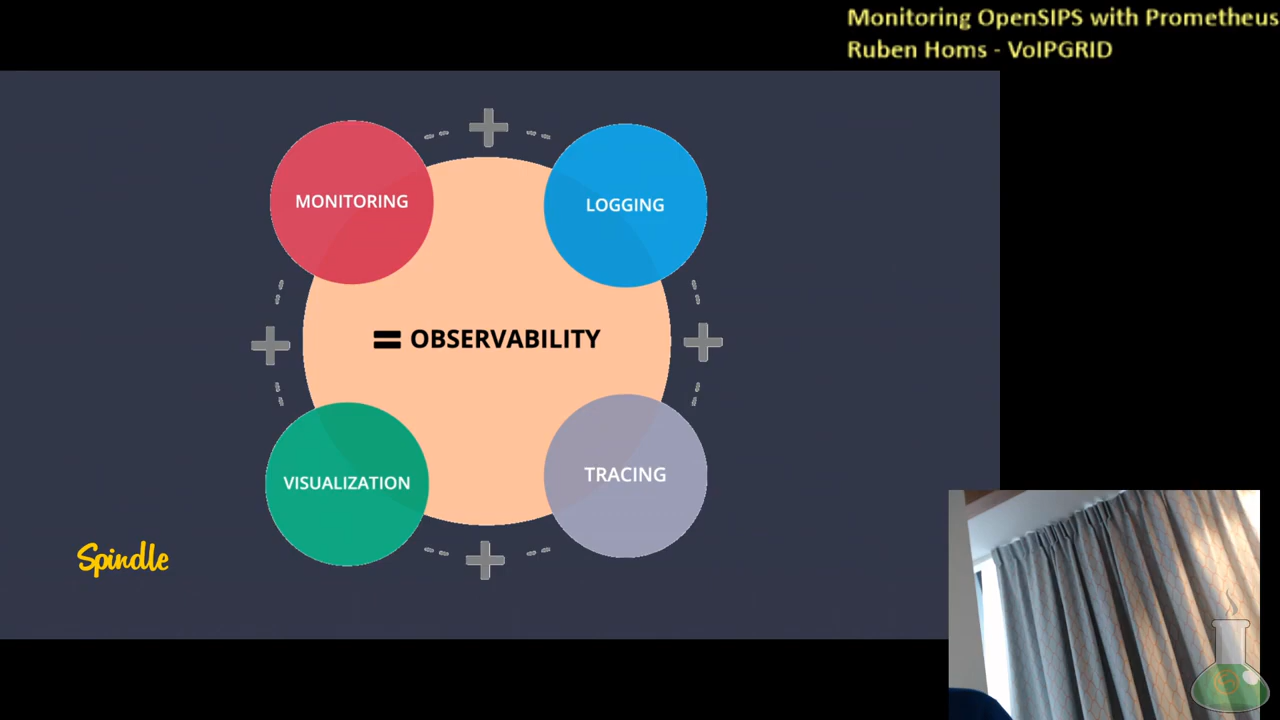 Monitoring OpenSIPS with Prometheus
Ruben Homs - VoIPGRID
MONITORING
LOGGING
= OBSERVABILITY
VISUALIZATION
TRACING
Spindle